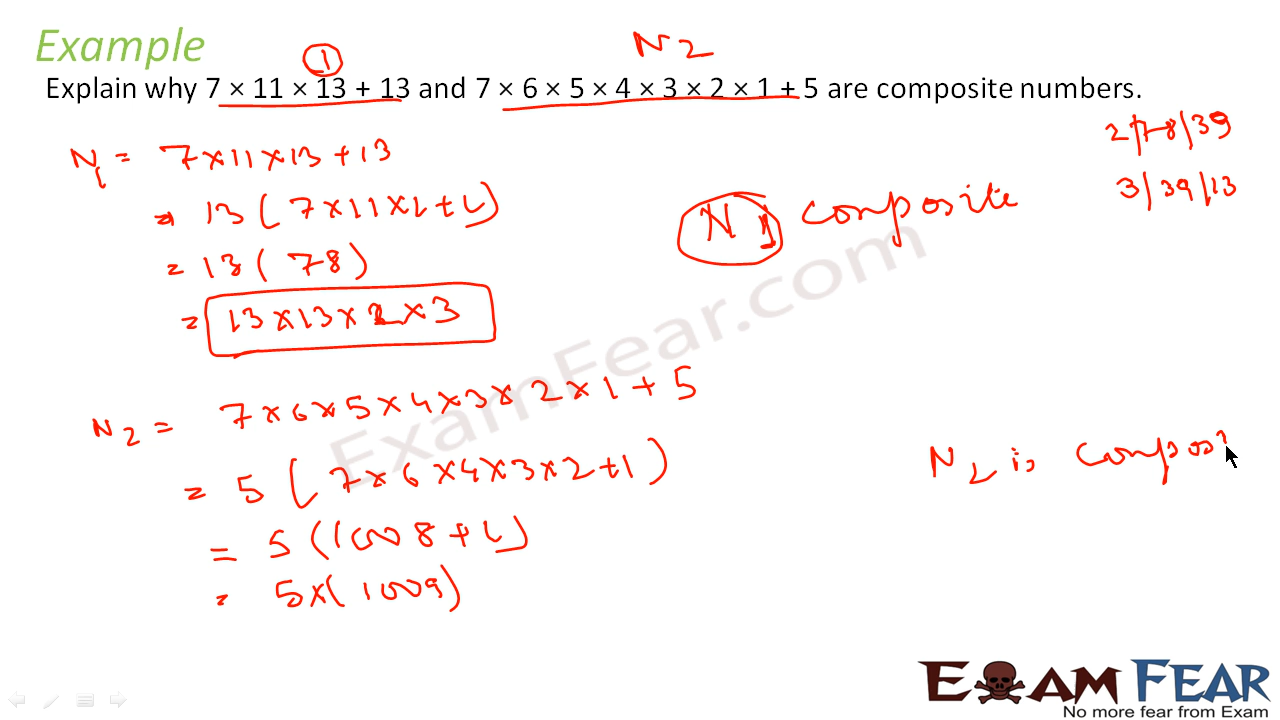 Example
① N2
Explain why 7 × 11 × 13 + 13 and 7 × 6 × 5 × 4 × 3 × 2 × 1 + 5 are composite numbers.
2|78|39
N1 = 7×11×13+13
3|39|13
= 13(7×11×1+1)
N1 composite
= 13(78)
= 13×13×2×3
ExamFear.com
N2 = 7×6×5×4×3×2×1+5
N2 is compos
= 5(7×6×4×3×2+1)
= 5(1008+1)
= 5×(1009)
EXAM FEAR
No more fear from Exam